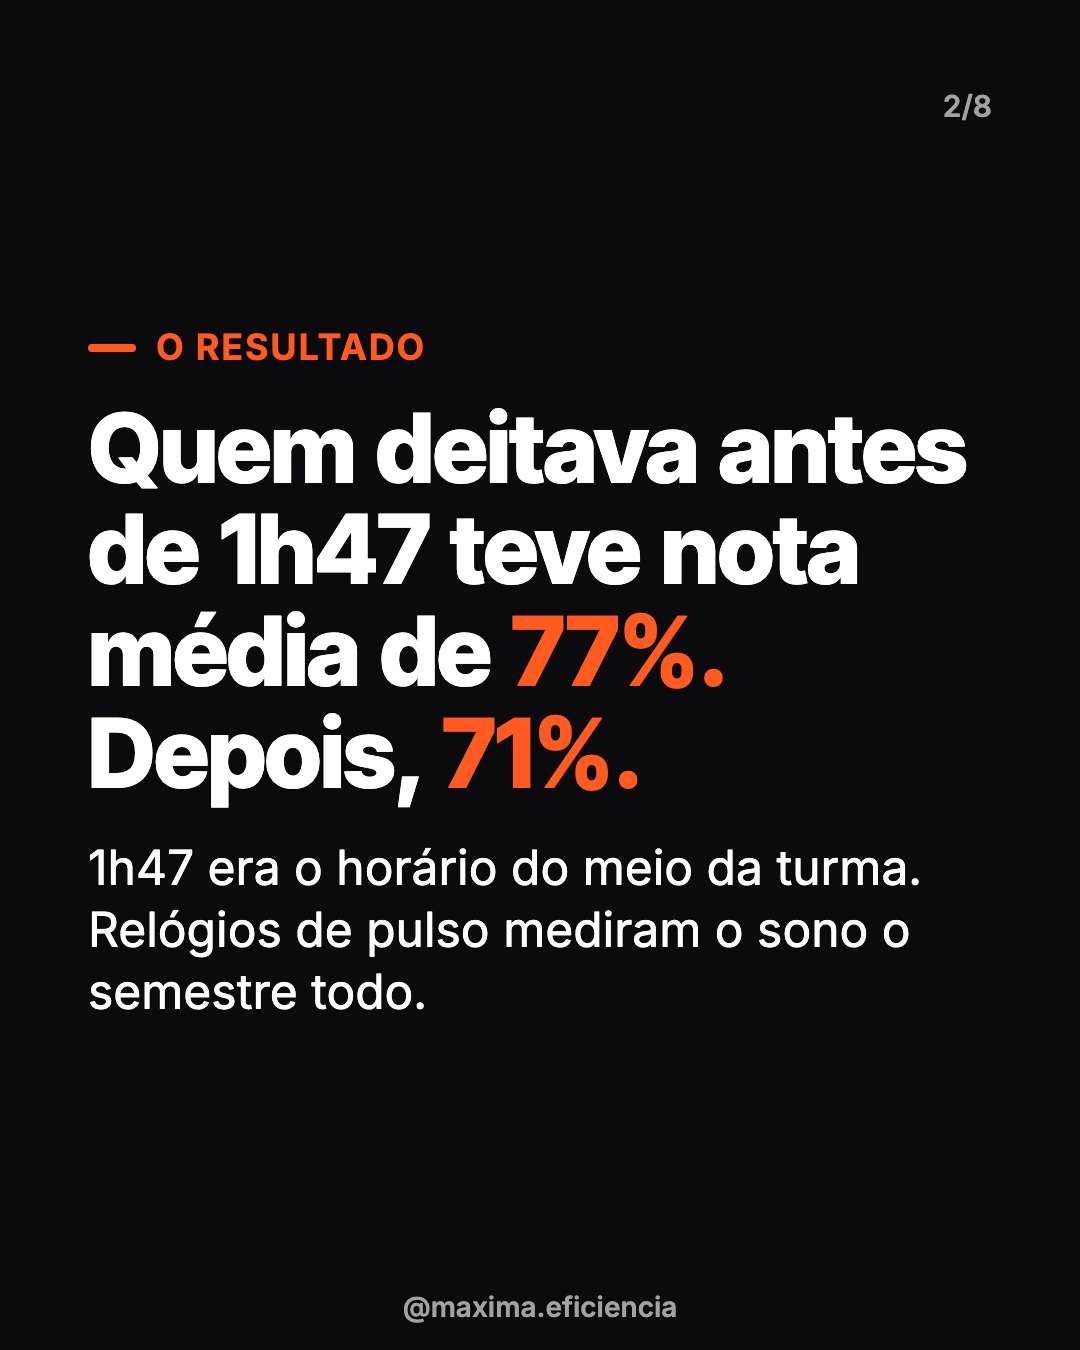 2/8
O RESULTADO
Quem deitava antes
de 1h47 teve nota
média de 77%.
Depois, 71%.
1h47 era o horário do meio da turma.
Relógios de pulso mediram o sono o
semestre todo.
@maxima.eficiencia